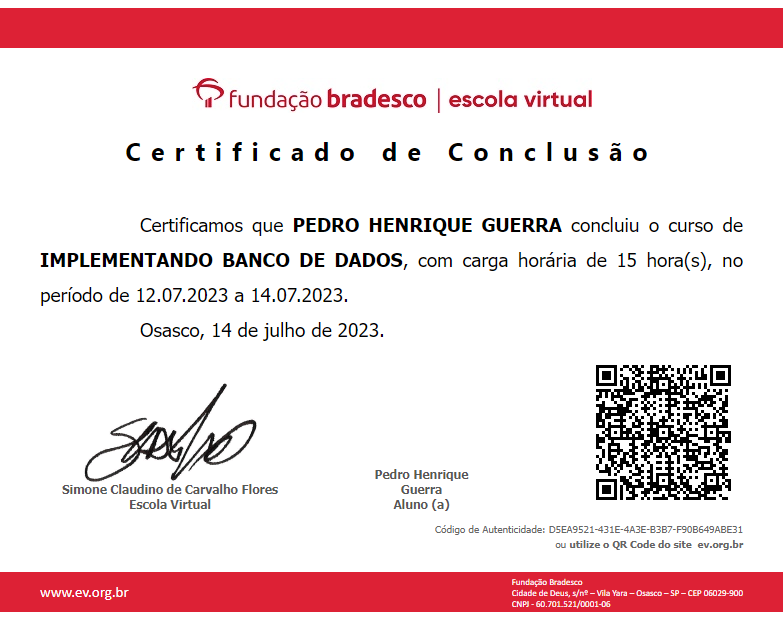 fundação bradesco | escola virtual
Certificado de Conclusão
Certificamos que PEDRO HENRIQUE GUERRA concluiu o curso de
IMPLEMENTANDO BANCO DE DADOS, com carga horária de 15 hora(s), no
período de 12.07.2023 a 14.07.2023.
Osasco, 14 de julho de 2023.
Simone Claudino de Carvalho Flores
Escola Virtual
Pedro Henrique
Guerra
Aluno (a)
Código de Autenticidade: D5EA9521-431E-4A3E-B3B7-F90B649ABE31
ou utilize o QR Code do site ev.org.br
www.ev.org.br
Fundação Bradesco
Cidade de Deus, s/nº – Vila Yara – Osasco – SP – CEP 06029-900
CNPJ - 60.701.521/0001-06